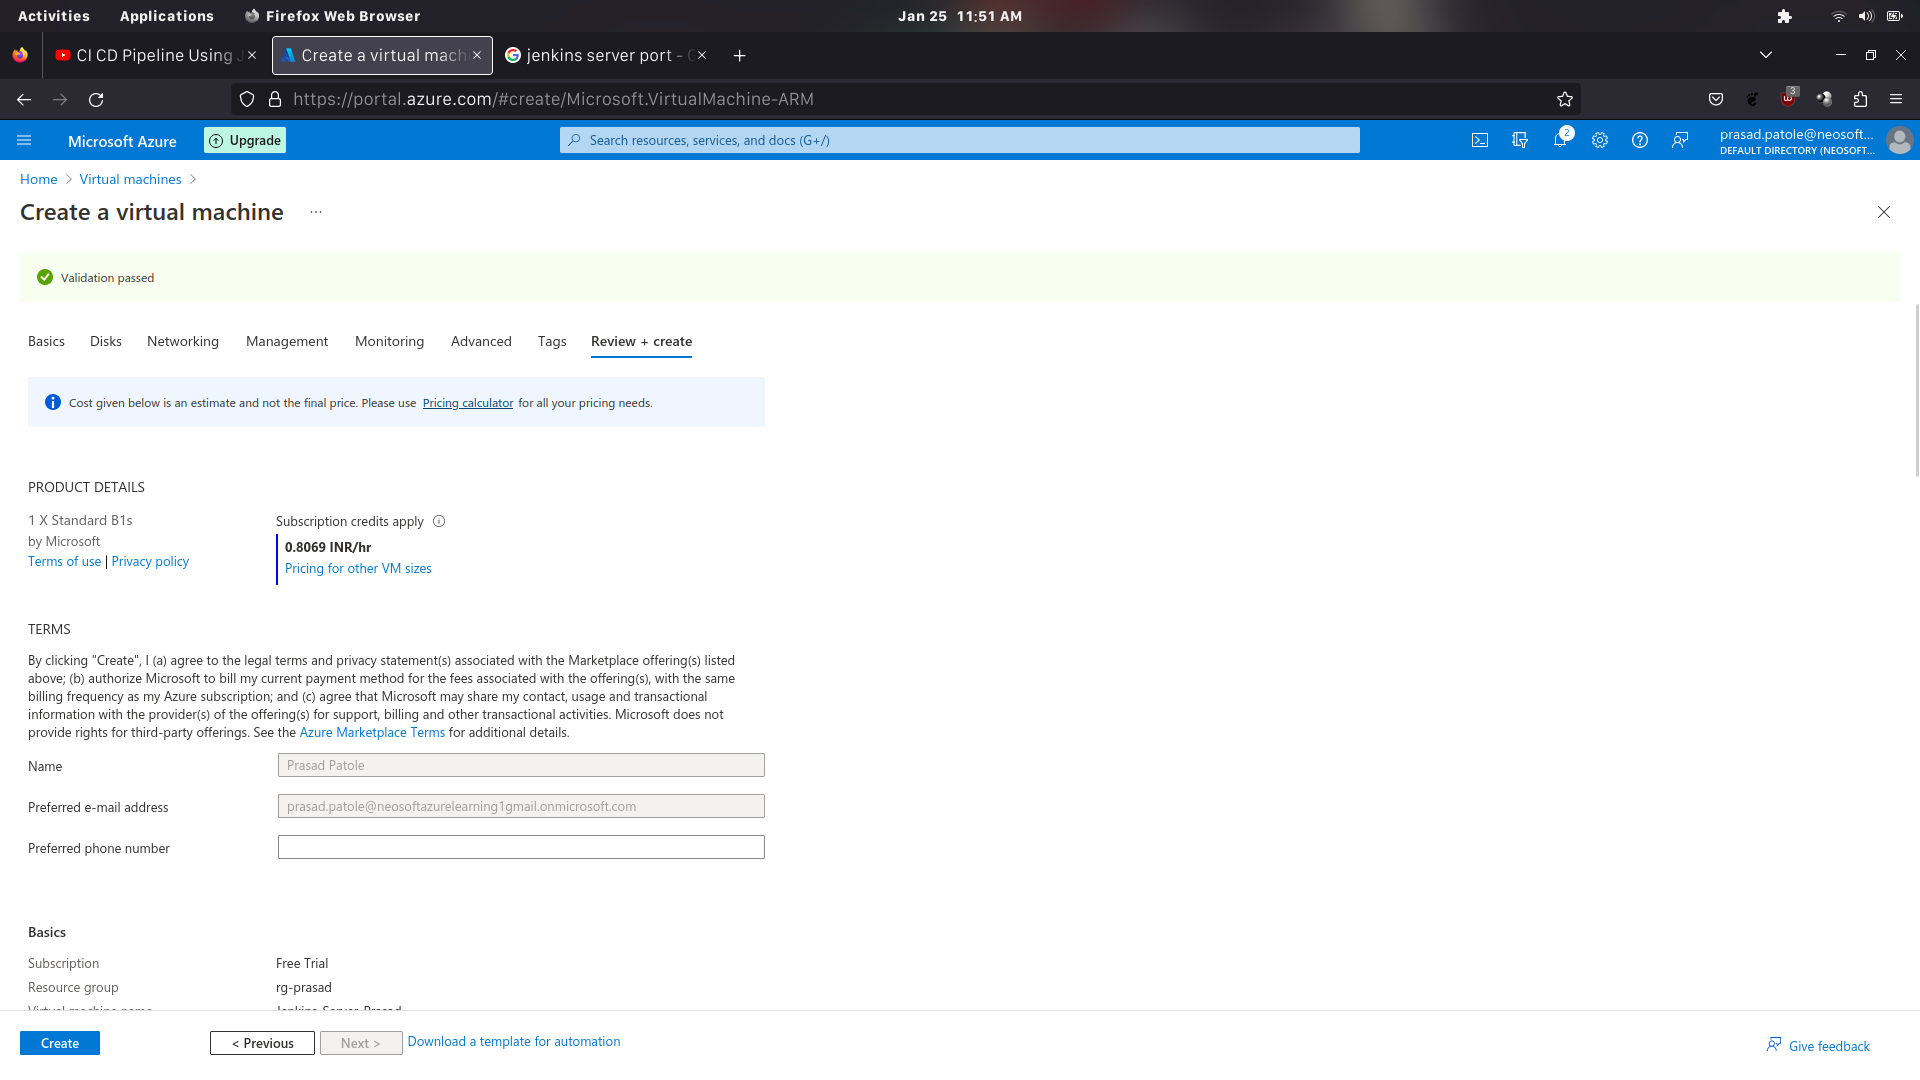 Activities Applications Firefox Web Browser Jan 25 11:51 AM
CI CD Pipeline Using J Create a virtual mach jenkins server port -
https://portal.azure.com/#create/Microsoft.VirtualMachine-ARM 3
Microsoft Azure Upgrade Search resources, services, and docs (G+/) 2 prasad.patole@neosoft...
DEFAULT DIRECTORY (NEOSOFT...
Home > Virtual machines >
Create a virtual machine ...
Validation passed
Basics Disks Networking Management Monitoring Advanced Tags Review + create
Cost given below is an estimate and not the final price. Please use Pricing calculator for all your pricing needs.
PRODUCT DETAILS
1 X Standard B1s
by Microsoft
Terms of use | Privacy policy
Subscription credits apply
0.8069 INR/hr
Pricing for other VM sizes
TERMS
By clicking "Create", I (a) agree to the legal terms and privacy statement(s) associated with the Marketplace offering(s) listed
above; (b) authorize Microsoft to bill my current payment method for the fees associated with the offering(s), with the same
billing frequency as my Azure subscription; and (c) agree that Microsoft may share my contact, usage and transactional
information with the provider(s) of the offering(s) for support, billing and other transactional activities. Microsoft does not
provide rights for third-party offerings. See the Azure Marketplace Terms for additional details.
Name Prasad Patole
Preferred e-mail address prasad.patole@neosoftazurelearning1gmail.onmicrosoft.com
Preferred phone number
Basics
Subscription Free Trial
Resource group rg-prasad
Virtual machine name Jenkins-Server-Prasad
Create < Previous Next > Download a template for automation Give feedback